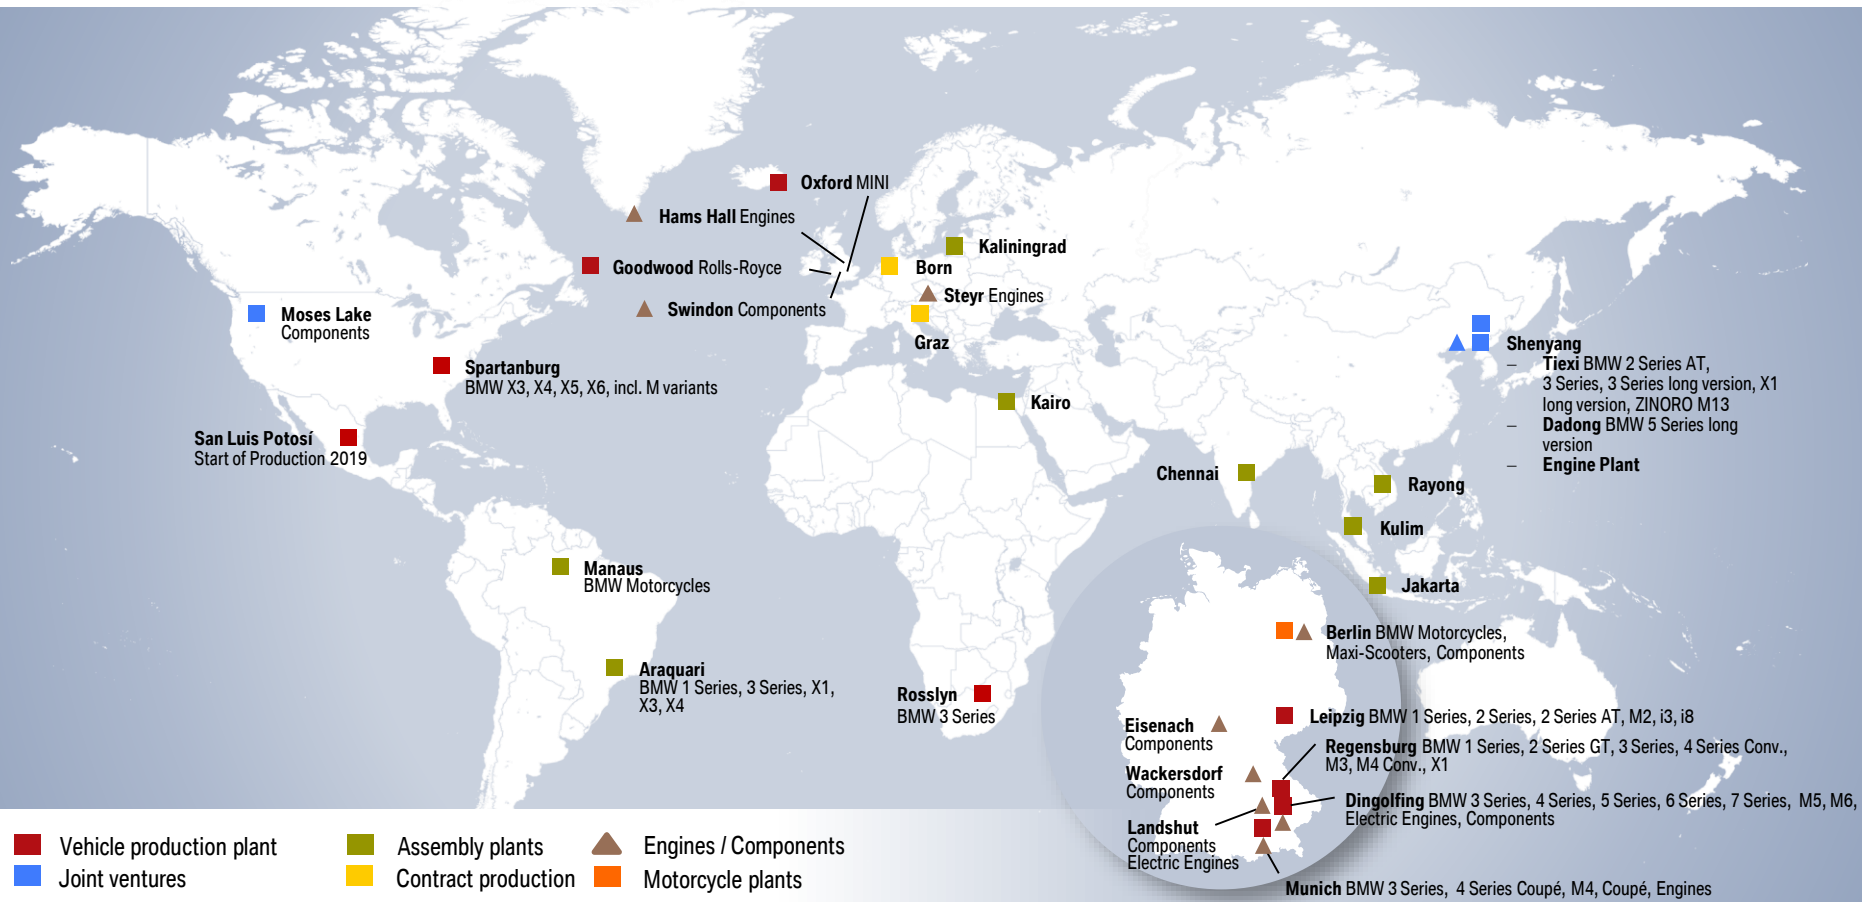 Oxford MINI
Hams Hall Engines
Goodwood Rolls-Royce
Swindon Components
Kaliningrad
Born
Steyr Engines
Graz
Moses Lake
Components
Spartanburg
BMW X3, X4, X5, X6, incl. M variants
San Luis Potosí
Start of Production 2019
Kairo
Shenyang
– Tiexi BMW 2 Series AT,
3 Series, 3 Series long version, X1
long version, ZINORO M13
– Dadong BMW 5 Series long
version
– Engine Plant
Chennai
Rayong
Kulim
Jakarta
Manaus
BMW Motorcycles
Araquari
BMW 1 Series, 3 Series, X1,
X3, X4
Rosslyn
BMW 3 Series
Berlin BMW Motorcycles,
Maxi-Scooters, Components
Leipzig BMW 1 Series, 2 Series, 2 Series AT, M2, i3, i8
Eisenach
Components
Regensburg BMW 1 Series, 2 Series GT, 3 Series, 4 Series Conv.,
M3, M4 Conv., X1
Wackersdorf
Components
Dingolfing BMW 3 Series, 4 Series, 5 Series, 6 Series, 7 Series, M5, M6,
Electric Engines, Components
Landshut
Components
Electric Engines
Munich BMW 3 Series, 4 Series Coupé, M4, Coupé, Engines
Vehicle production plant
Assembly plants
Engines / Components
Joint ventures
Contract production
Motorcycle plants